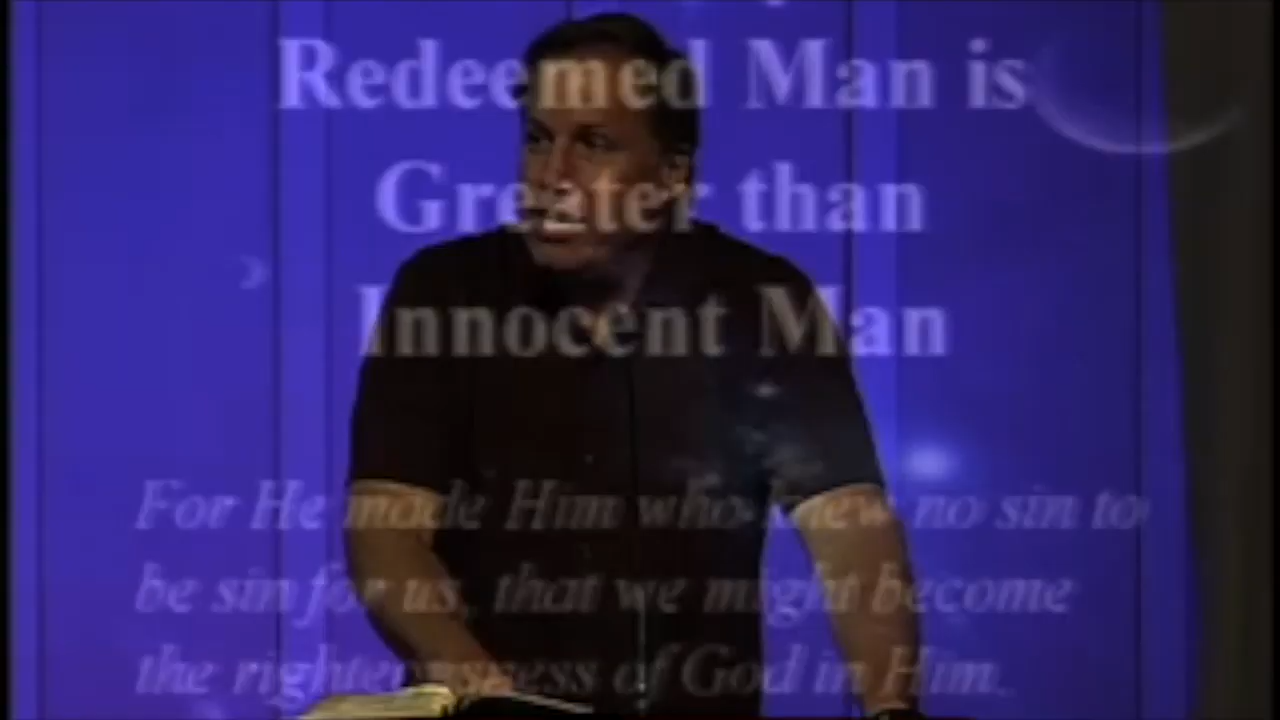 Redeemed Man is
Greater than
Innocent Man
For He made Him who knew no sin to
be sin for us, that we might become
the righteousness of God in Him.